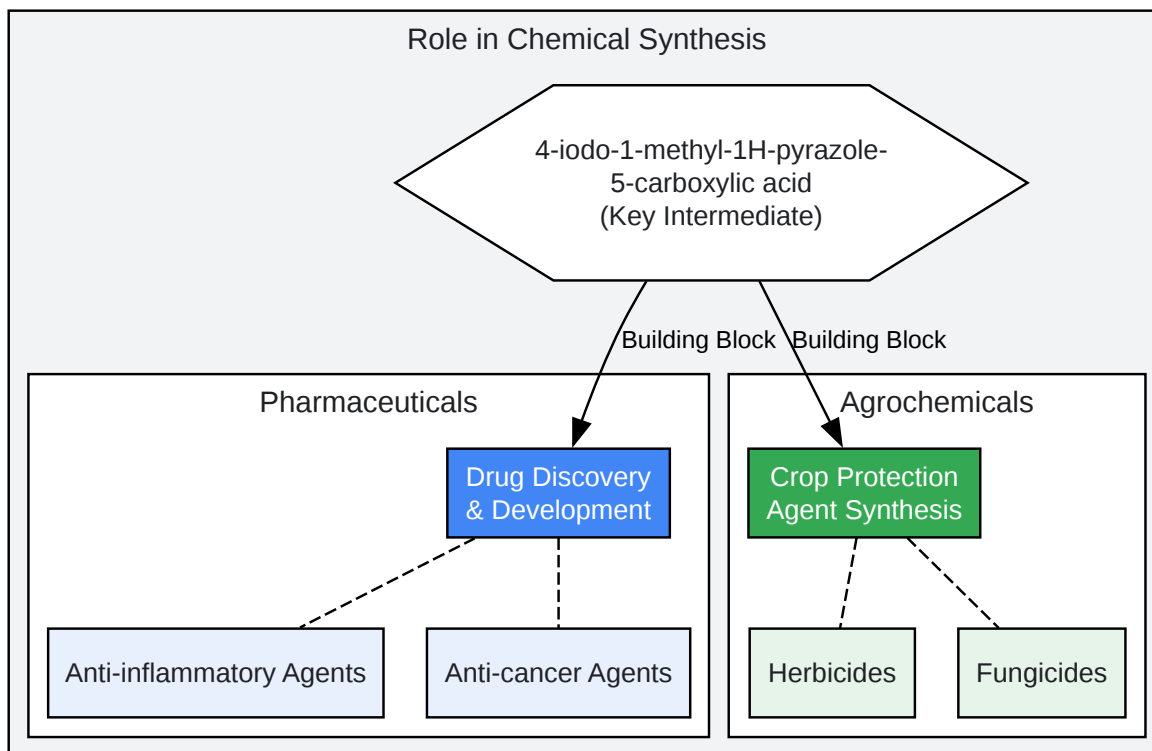 Role in Chemical Synthesis
4-iodo-1-methyl-1H-pyrazole-
5-carboxylic acid
(Key Intermediate)
Building Block
Building Block
Pharmaceuticals
Agrochemicals
Drug Discovery
& Development
Crop Protection
Agent Synthesis
Anti-inflammatory Agents
Anti-cancer Agents
Herbicides
Fungicides